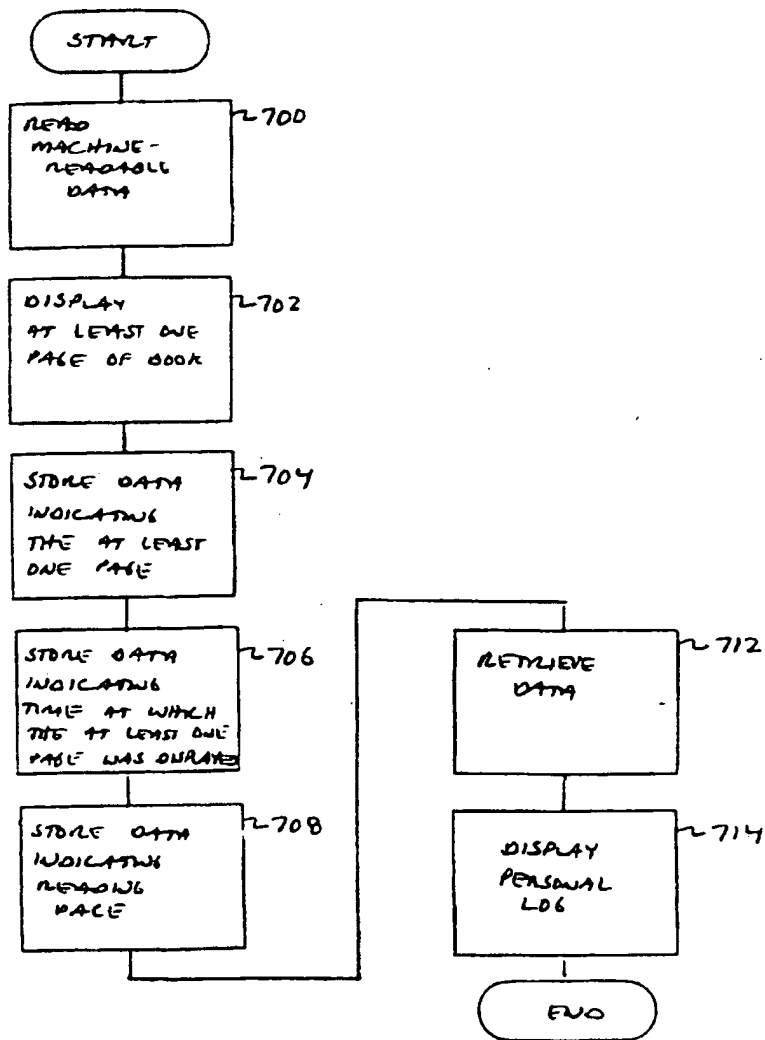 START
READ
MACHINE-
READABLE
DATA
700
DISPLAY
AT LEAST ONE
PAGE OF BOOK
702
STORE DATA
INDICATING
THE AT LEAST
ONE PAGE
704
STORE DATA
INDICATING
TIME AT WHICH
THE AT LEAST ONE
PAGE WAS DISPLAYED
706
STORE DATA
INDICATING
READING
PACE
708
RETRIEVE
DATA
712
DISPLAY
PERSONAL
LOG
714
END